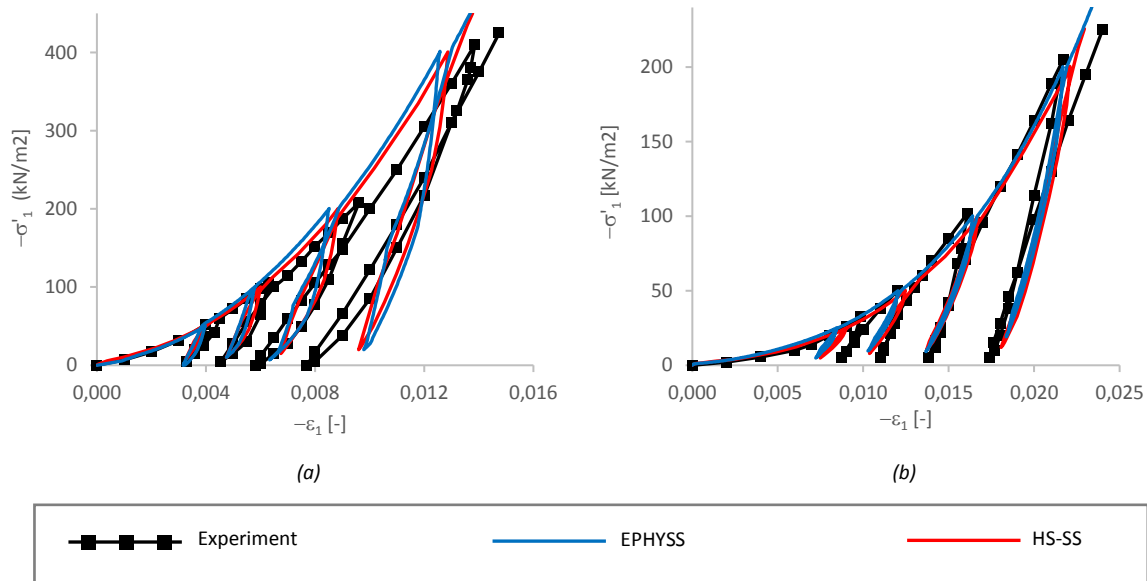 400
300
200
100
0
−σ'₁ (kN/m2)
0,000 0,004 0,008 0,012 0,016
−ε₁ [-]
(a)
200
150
100
50
0
−σ'₁ [kN/m2]
0,000 0,005 0,010 0,015 0,020 0,025
−ε₁ [-]
(b)
Experiment EPHYSS HS-SS